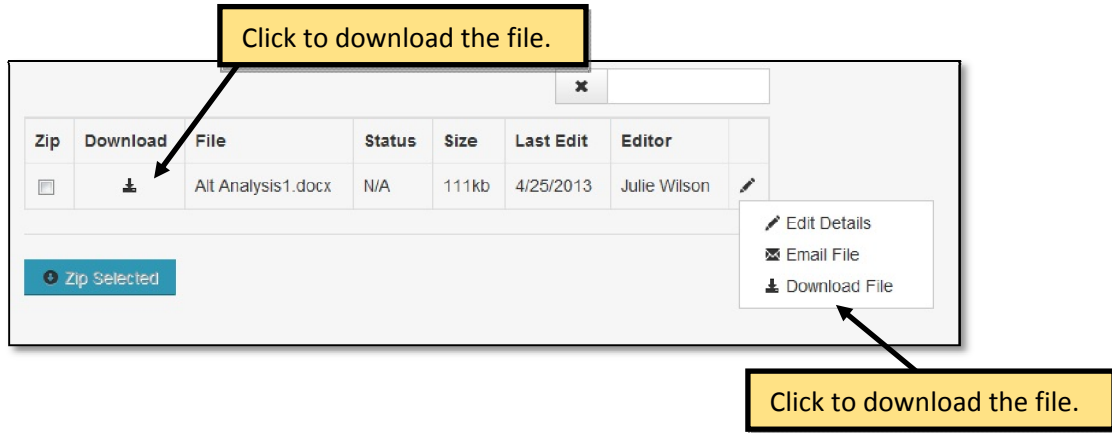 Click to download the file.
Zip Download File Status Size Last Edit Editor
Alt Analysis1.docx N/A 111kb 4/25/2013 Julie Wilson
Edit Details
Email File
Download File
Zip Selected
Click to download the file.